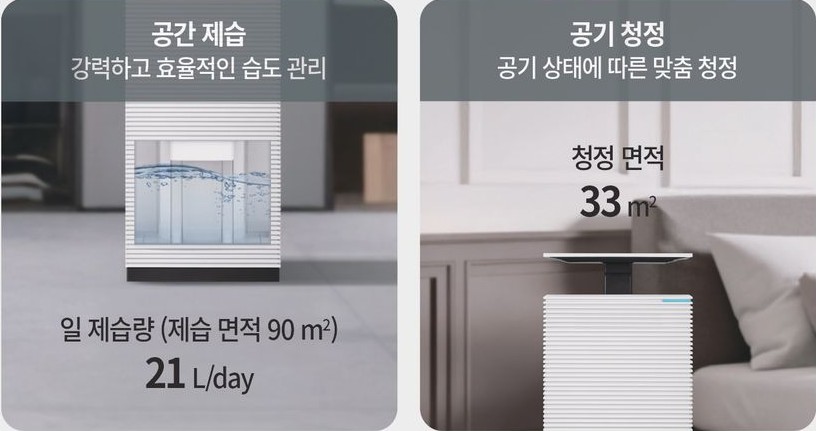 공간 제습
강력하고 효율적인 습도 관리
일 제습량 (제습 면적 90 m²)
21 L/day
공기 청정
공기 상태에 따른 맞춤 청정
청정 면적
33 m²